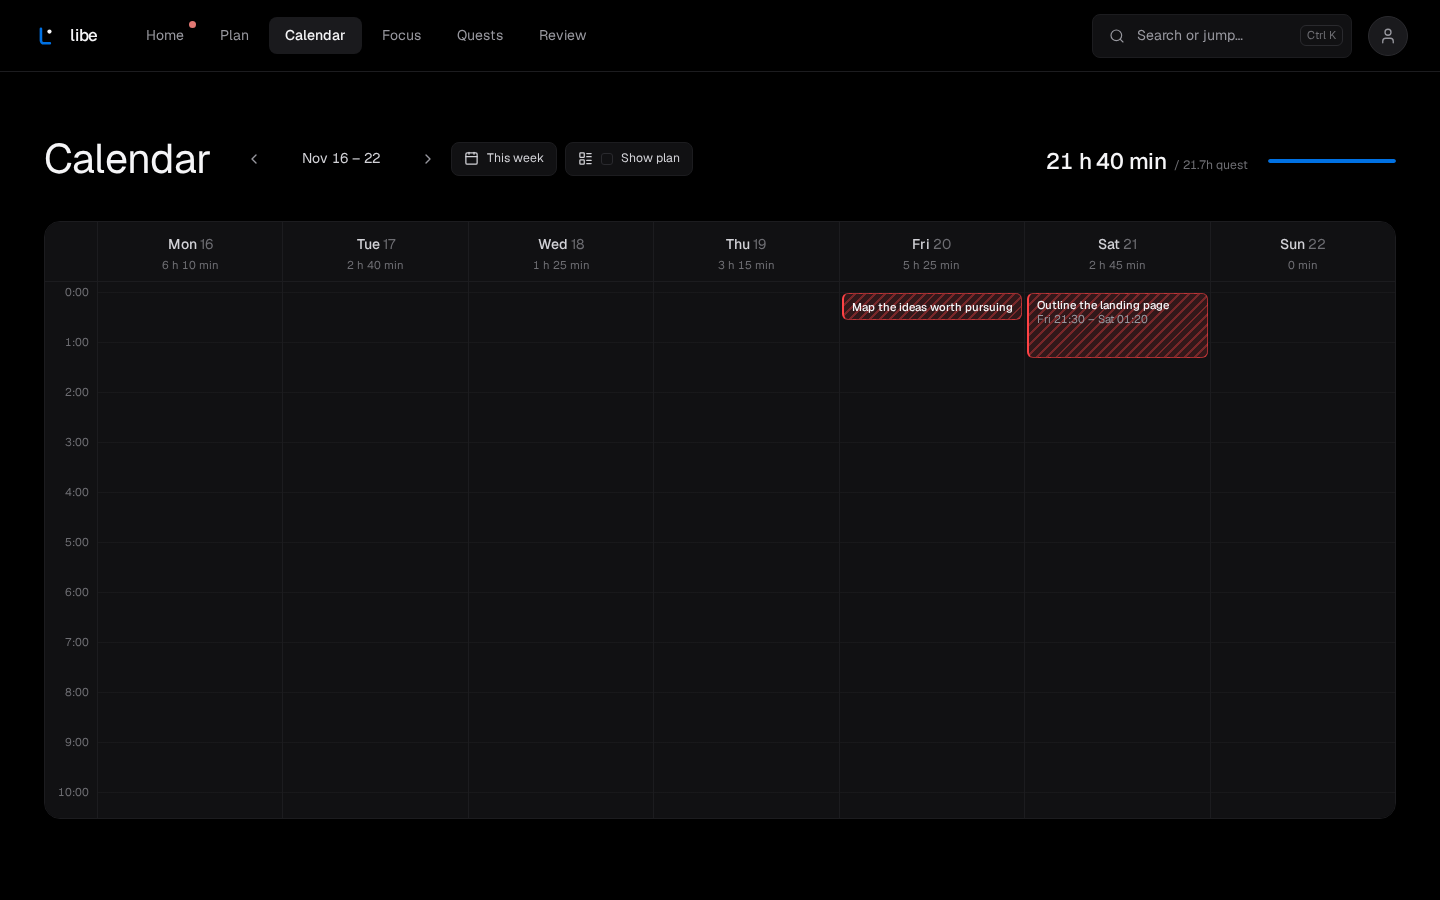 libe
Home
Plan
Calendar
Focus
Quests
Review
Search or jump...
Ctrl K
Calendar
Nov 16 – 22
This week
Show plan
21 h 40 min / 21.7h quest
Mon 16
6 h 10 min
Tue 17
2 h 40 min
Wed 18
1 h 25 min
Thu 19
3 h 15 min
Fri 20
5 h 25 min
Sat 21
2 h 45 min
Sun 22
0 min
0:00
Map the ideas worth pursuing
Outline the landing page
Fri 21:30 – Sat 01:20
1:00
2:00
3:00
4:00
5:00
6:00
7:00
8:00
9:00
10:00